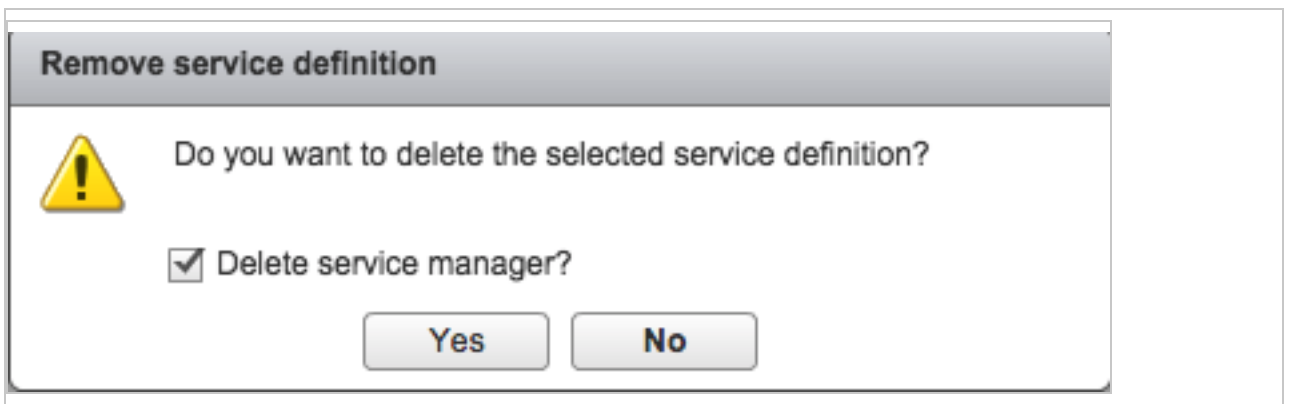 Remove service definition
Do you want to delete the selected service definition?
Delete service manager?
Yes No